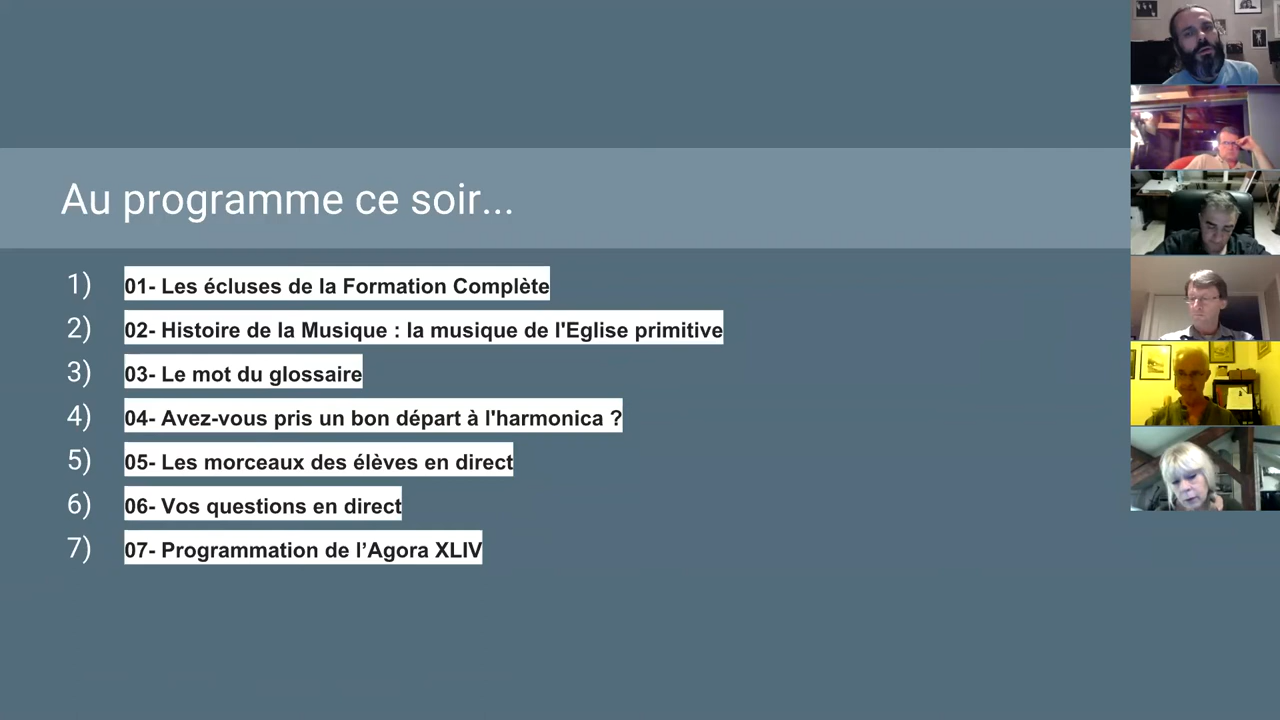 Au programme ce soir...
1) 01- Les écluses de la Formation Complète
2) 02- Histoire de la Musique : la musique de l'Eglise primitive
3) 03- Le mot du glossaire
4) 04- Avez-vous pris un bon départ à l'harmonica ?
5) 05- Les morceaux des élèves en direct
6) 06- Vos questions en direct
7) 07- Programmation de l’Agora XLIV